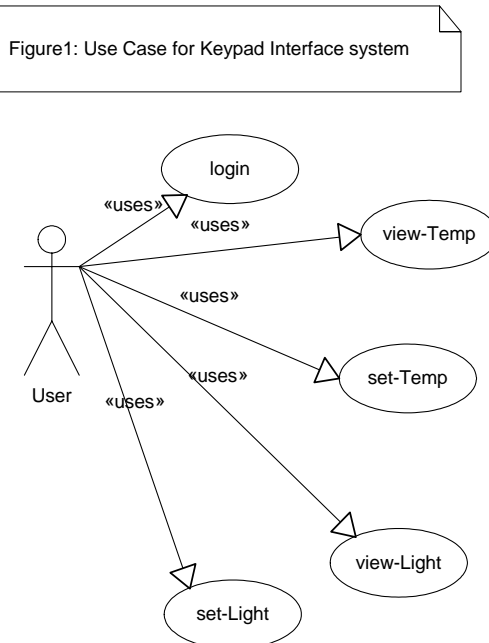 Figure1: Use Case for Keypad Interface system
login
«uses»
«uses»
view-Temp
«uses»
set-Temp
«uses»
User
«uses»
view-Light
set-Light